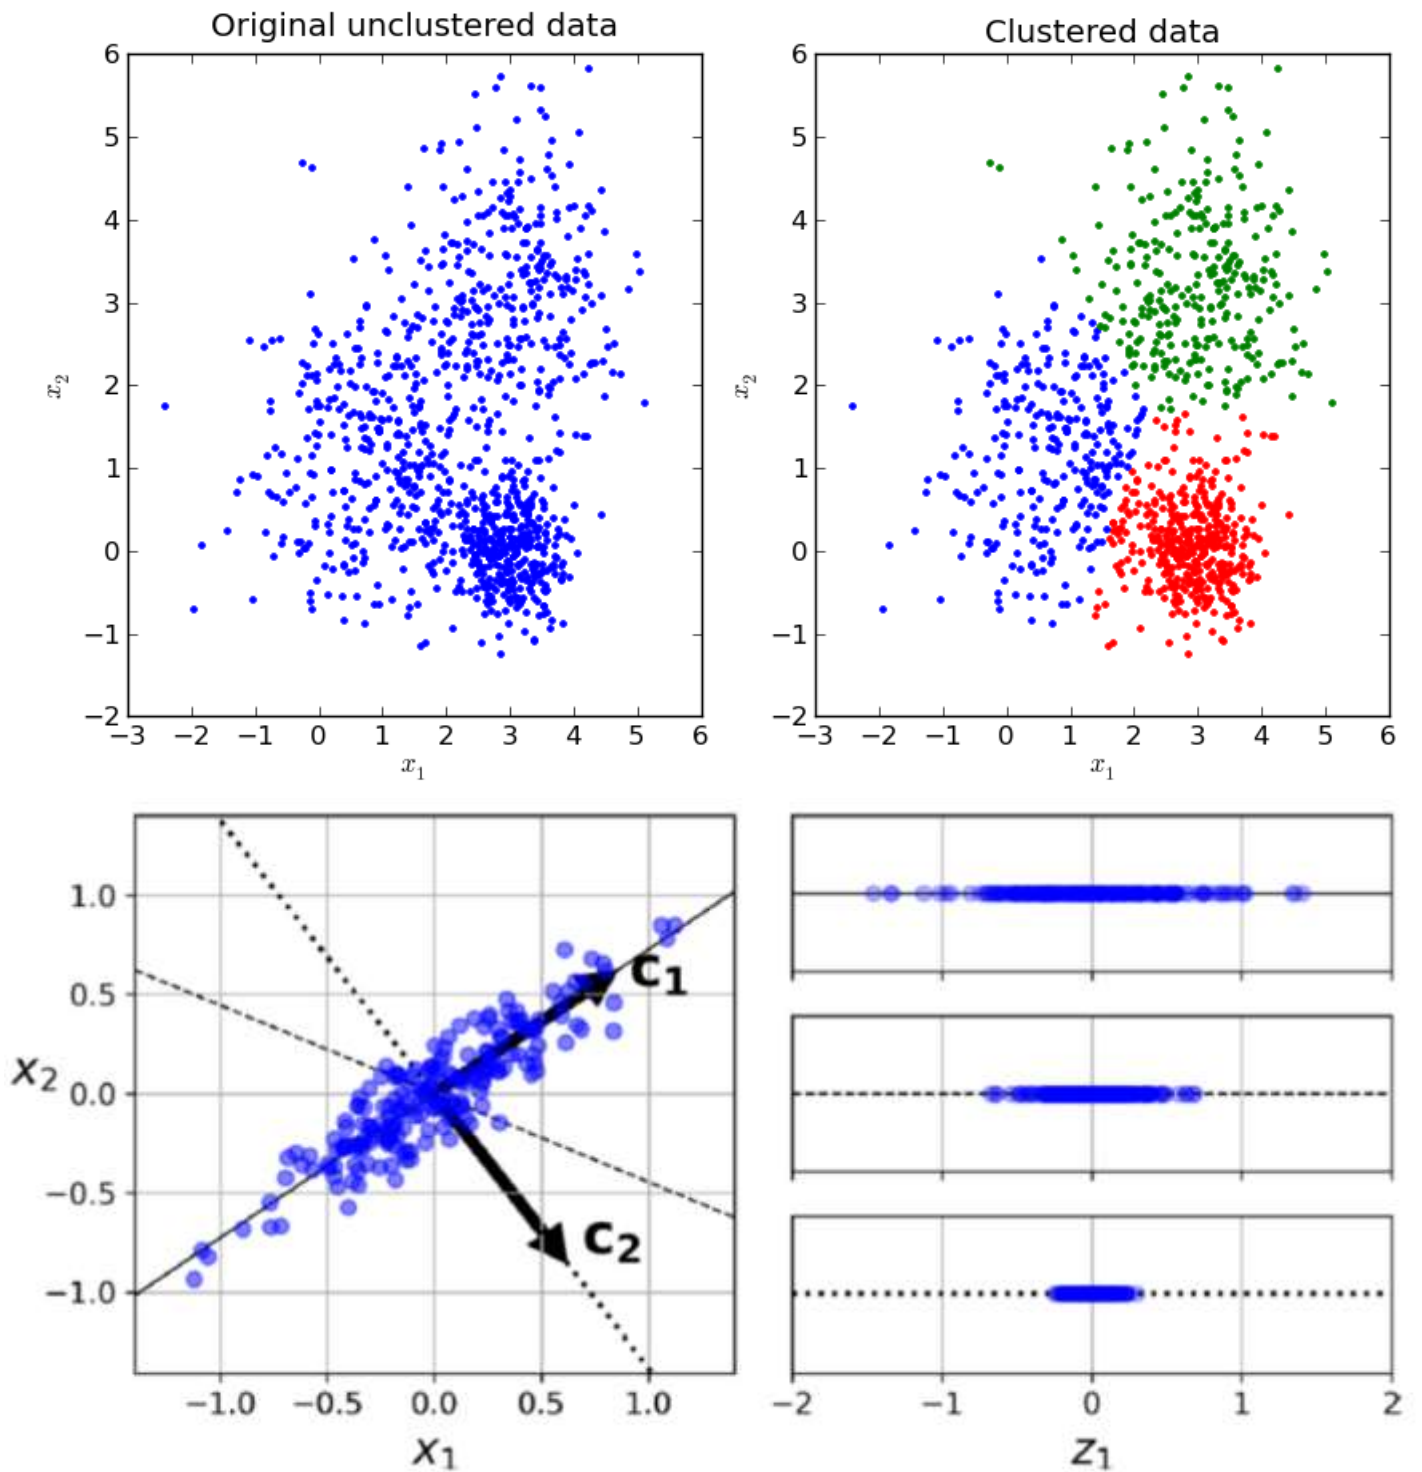 Original unclustered data
6
5
4
3
2
1
0
−1
−2
x₂
−3 −2 −1 0 1 2 3 4 5 6
x₁
Clustered data
6
5
4
3
2
1
0
−1
−2
x₂
−3 −2 −1 0 1 2 3 4 5 6
x₁
1.0
0.5
0.0
−0.5
−1.0
x₂
c₁
c₂
−1.0 −0.5 0.0 0.5 1.0
x₁
−2 −1 0 1 2
z₁